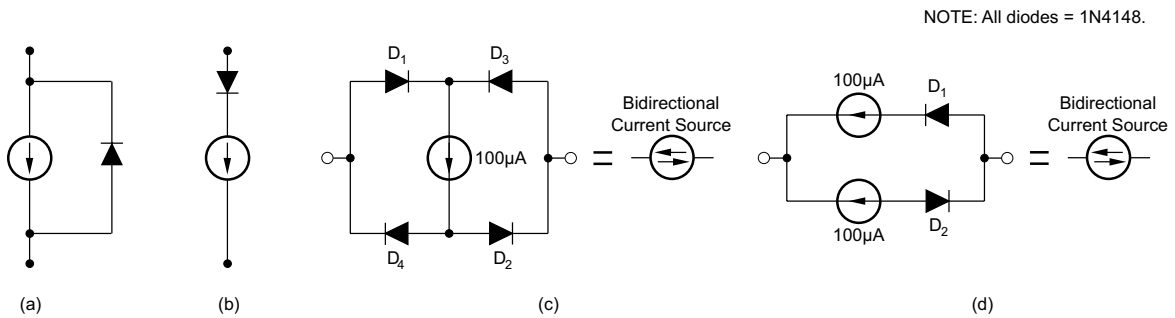 NOTE: All diodes = 1N4148.
D1
D3
100μA
D4
D2
Bidirectional
Current Source
=
100μA
D1
100μA
D2
Bidirectional
Current Source
=
(a)
(b)
(c)
(d)